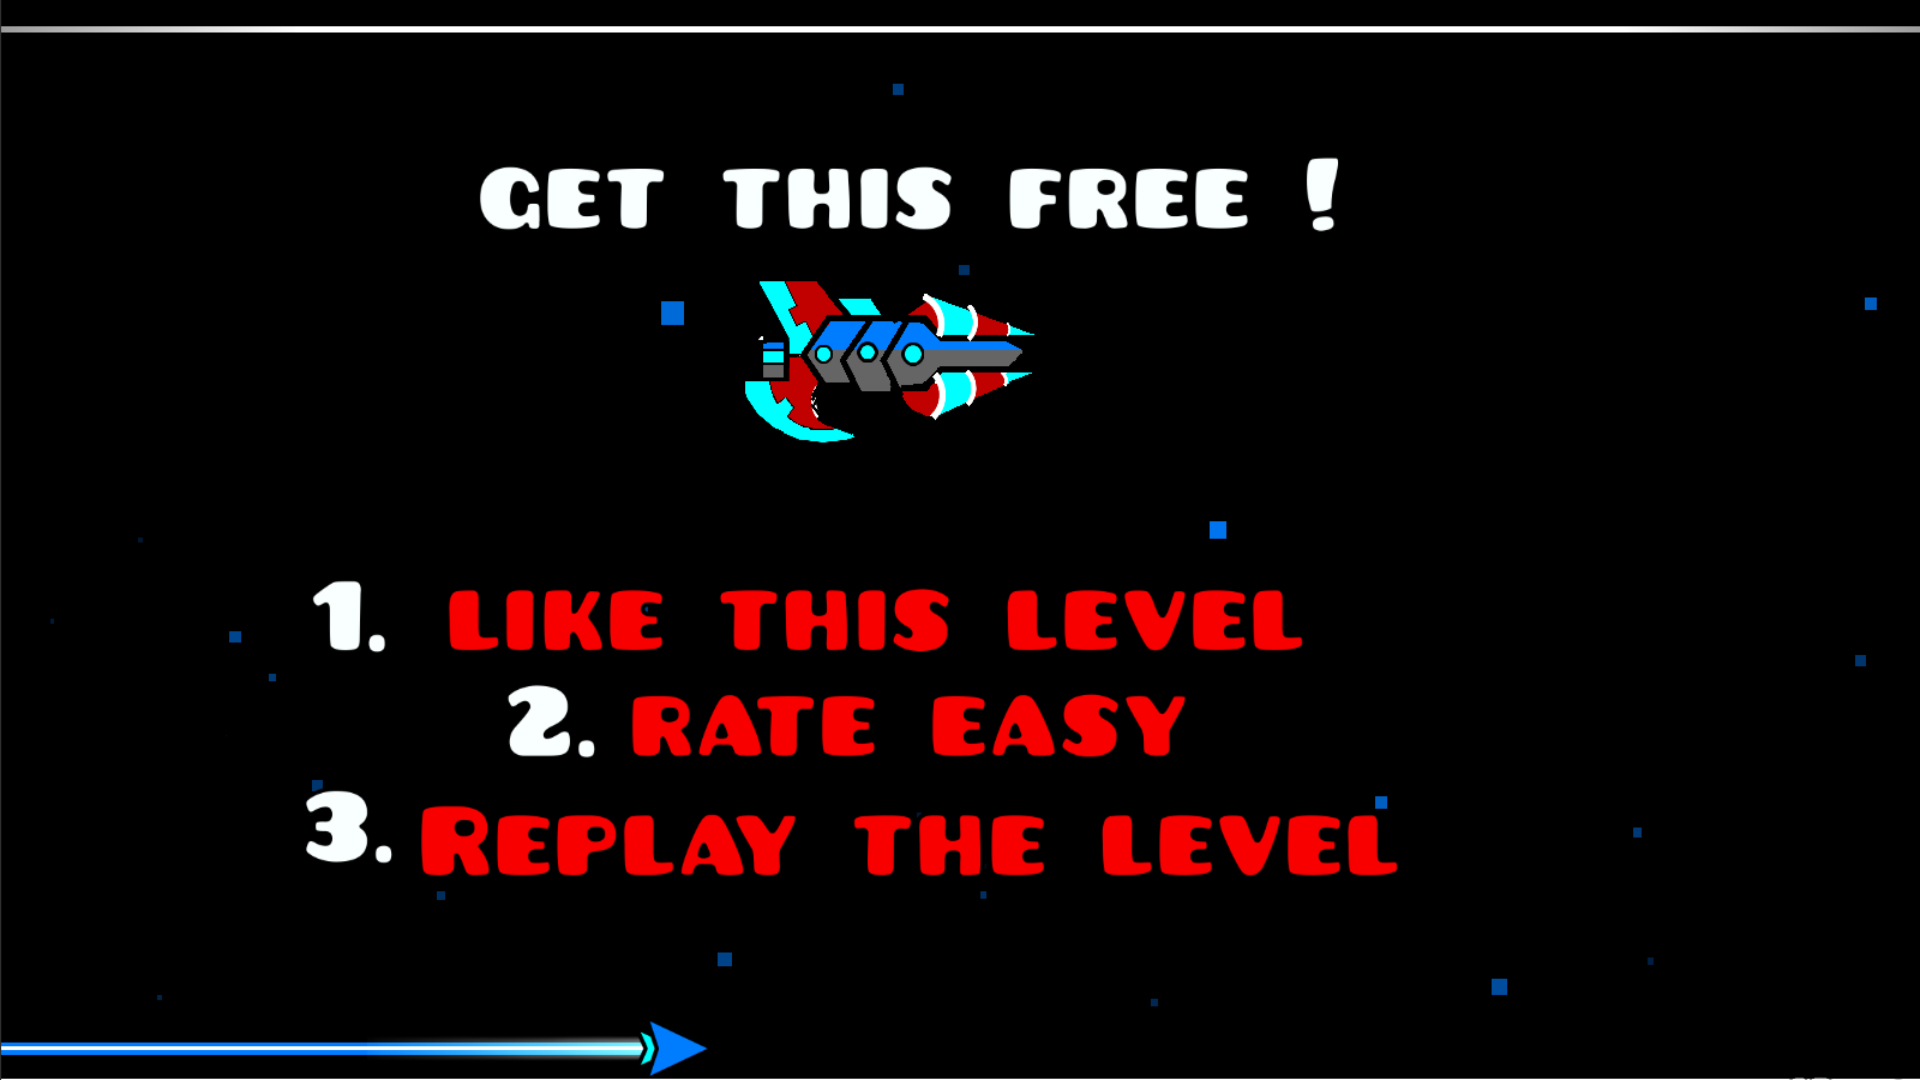 GET THIS FREE !
1. LIKE THIS LEVEL
2. RATE EASY
3. REPLAY THE LEVEL